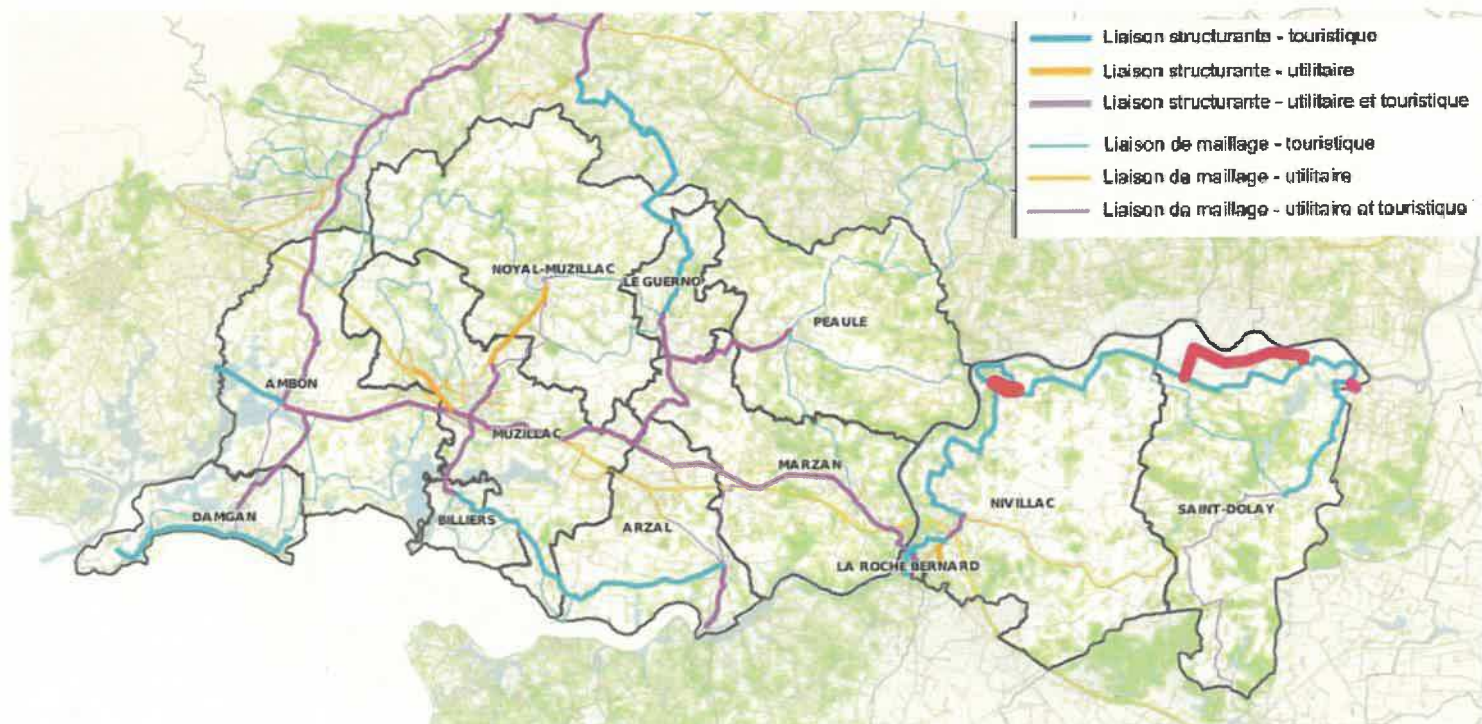 Liaison structurante - touristique
Liaison structurante - utilitaire
Liaison structurante - utilitaire et touristique
Liaison de maillage - touristique
Liaison de maillage - utilitaire
Liaison de maillage - utilitaire et touristique
NOYAL-MUZILLAC
LE GUERNO
PEAULE
AMBON
MUZILLAC
MARZAN
NIVILLAC
SAINT-DOLAY
DAMGAN
BILLIERS
ARZAL
LA ROCHE BERNARD